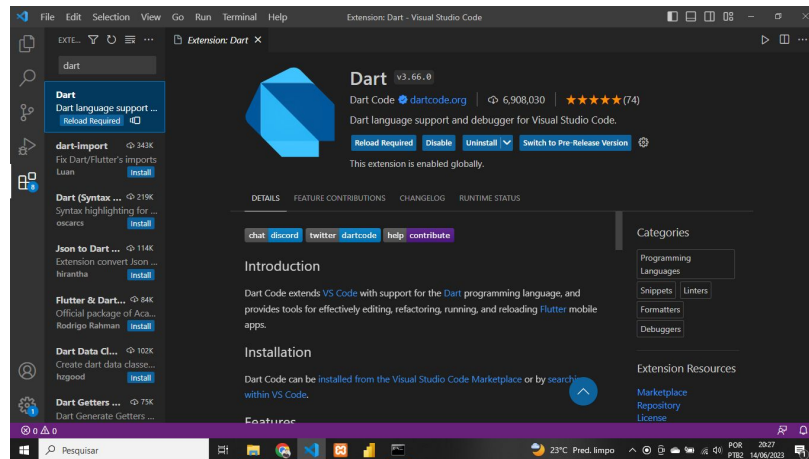 File Edit Selection View Go Run Terminal Help Extension: Dart - Visual Studio Code
EXTE...
Extension: Dart
dart
Dart
Dart language support ...
Reload Required
dart-import 343K
Fix Dart/Flutter's imports
Luan Install
Dart (Syntax ... 219K
Syntax highlighting for ...
oscarcs Install
Json to Dart ... 114K
Extension convert Json ...
hirantha Install
Flutter & Dart... 84K
Official package of Aca...
Rodrigo Rahman Install
Dart Data Cl... 102K
Create dart data classe...
hzgood Install
Dart Getters ... 75K
Dart Generate Getters ...
8
1
Dart v3.66.0
Dart Code dartcode.org 6,908,030 (74)
Dart language support and debugger for Visual Studio Code.
Reload Required Disable Uninstall Switch to Pre-Release Version
This extension is enabled globally.
DETAILS FEATURE CONTRIBUTIONS CHANGELOG RUNTIME STATUS
chat discord twitter dartcode help contribute
Introduction
Dart Code extends VS Code with support for the Dart programming language, and
provides tools for effectively editing, refactoring, running, and reloading Flutter mobile
apps.
Installation
Dart Code can be installed from the Visual Studio Code Marketplace or by searching
within VS Code.
Features
Categories
Programming
Languages
Snippets Linters
Formatters
Debuggers
Extension Resources
Marketplace
Repository
License
0 0
Pesquisar
23°C Pred. limpo
POR 20:27
PTB2 14/06/2023